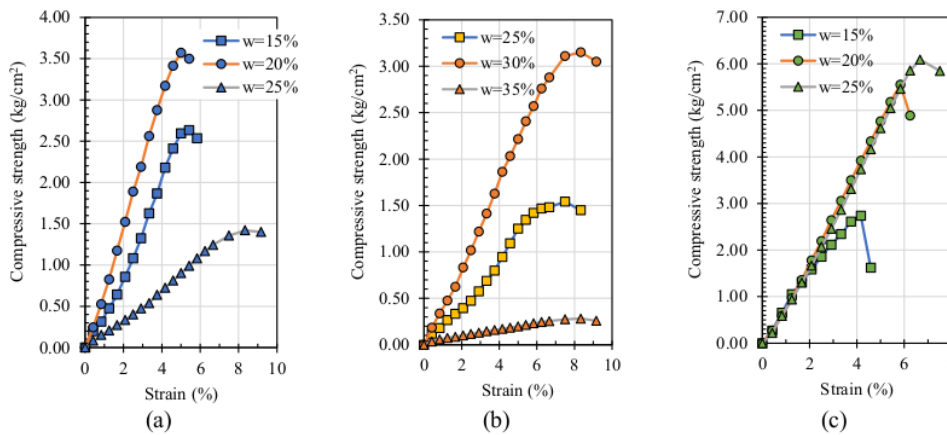 4.00
3.50
3.00
2.50
2.00
1.50
1.00
0.50
0.00
Compressive strength (kg/cm²)
w=15%
w=20%
w=25%
0 2 4 6 8 10
Strain (%)
(a)
3.50
3.00
2.50
2.00
1.50
1.00
0.50
0.00
Compressive strength (kg/cm²)
w=25%
w=30%
w=35%
0 2 4 6 8 10
Strain (%)
(b)
7.00
6.00
5.00
4.00
3.00
2.00
1.00
0.00
Compressive strength (kg/cm²)
w=15%
w=20%
w=25%
0 2 4 6 8
Strain (%)
(c)